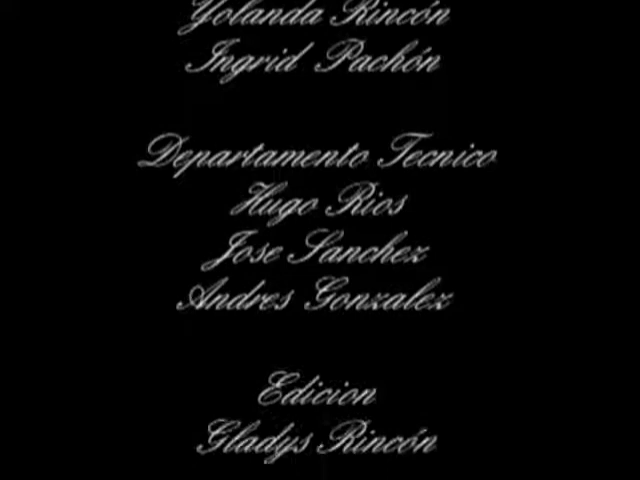 Yolanda Rincón
Ingrid Pachón
Departamento Tecnico
Hugo Rios
Jose Sanchez
Andres Gonzalez
Edicion
Gladys Rincón